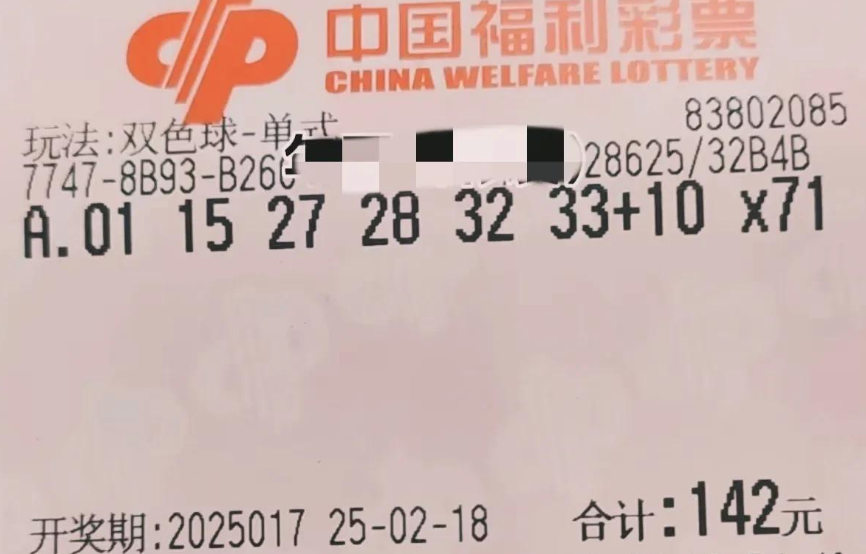 中国福利彩票
CHINA WELFARE LOTTERY
83802085
玩法:双色球-单式
7747-8B93-B260 28625/32B4B
A.01 15 27 28 32 33+10 x71
开奖期:2025017 25-02-18 合计:142元